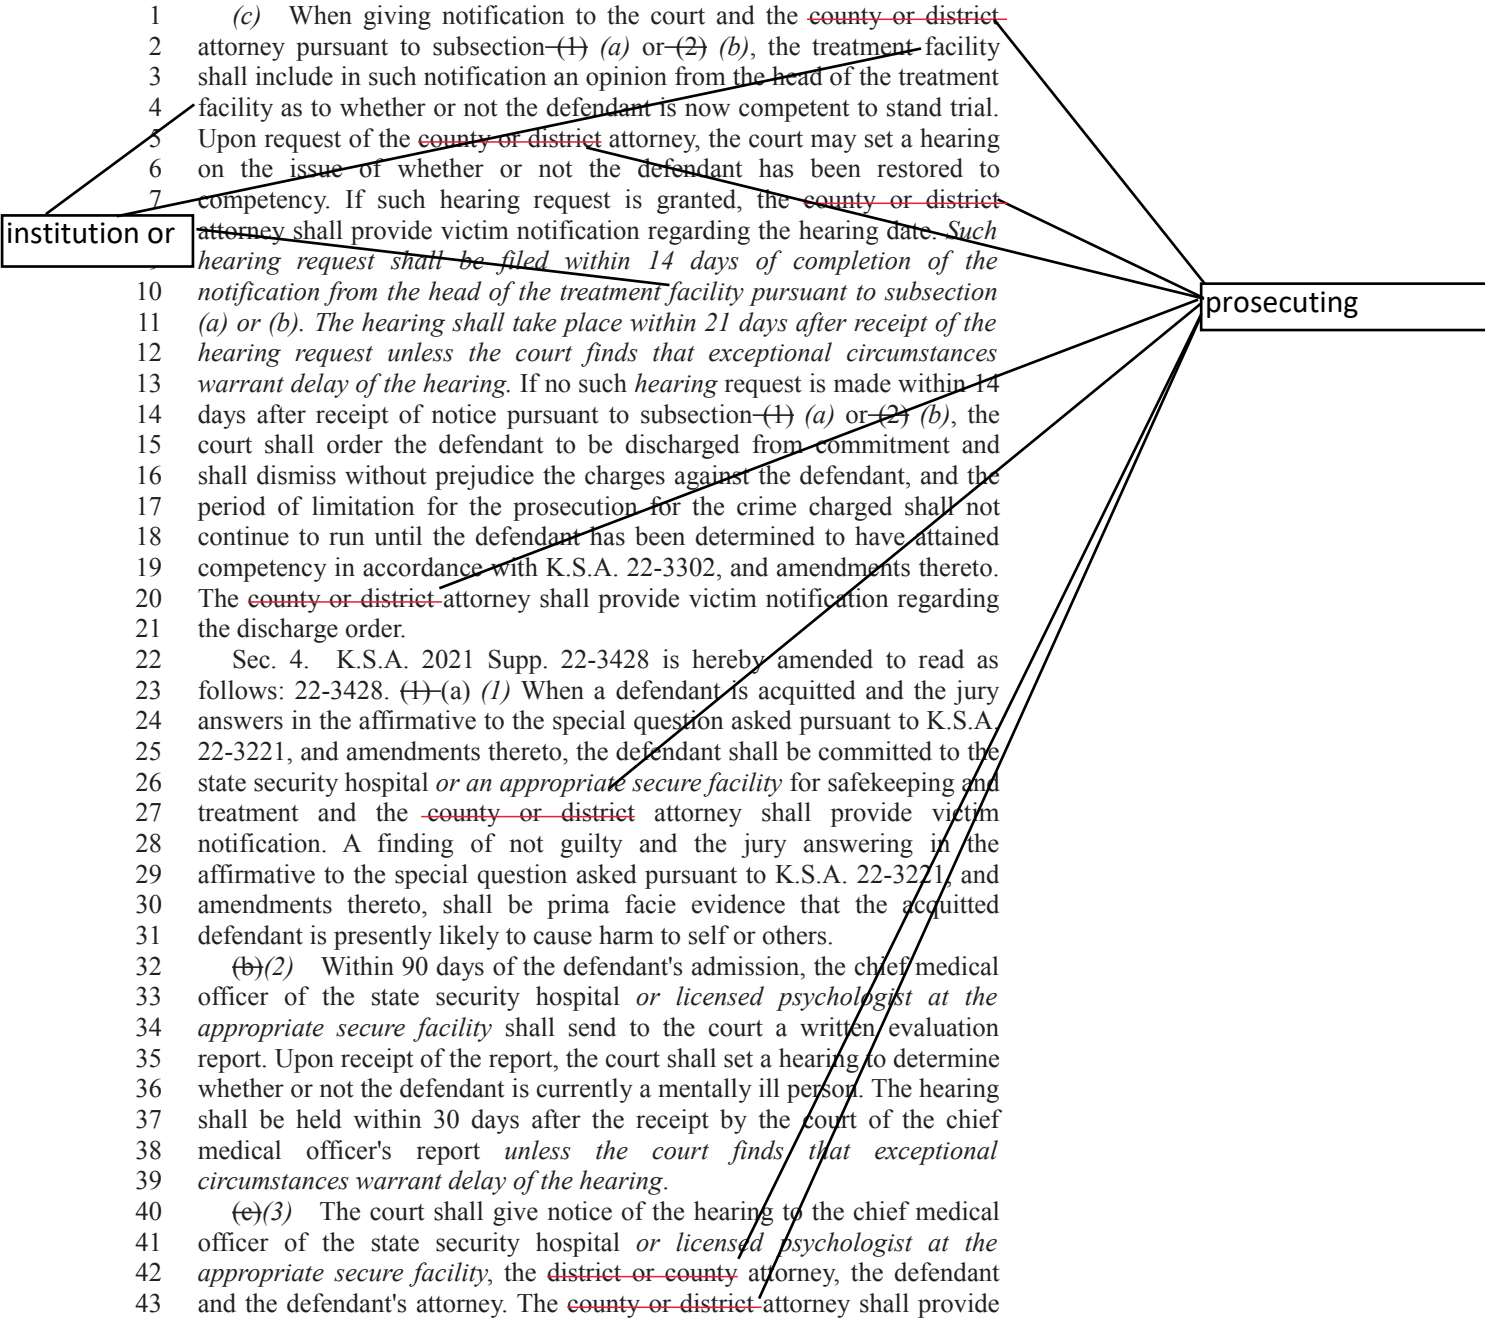 1 (c) When giving notification to the court and the county or district
2 attorney pursuant to subsection (1) (a) or (2) (b), the treatment facility
3 shall include in such notification an opinion from the head of the treatment
4 facility as to whether or not the defendant is now competent to stand trial.
5 Upon request of the county or district attorney, the court may set a hearing
6 on the issue of whether or not the defendant has been restored to
7 competency. If such hearing request is granted, the county or district
institution or
attorney shall provide victim notification regarding the hearing date. Such
9 hearing request shall be filed within 14 days of completion of the
10 notification from the head of the treatment facility pursuant to subsection
prosecuting
11 (a) or (b). The hearing shall take place within 21 days after receipt of the
12 hearing request unless the court finds that exceptional circumstances
13 warrant delay of the hearing. If no such hearing request is made within 14
14 days after receipt of notice pursuant to subsection (1) (a) or (2) (b), the
15 court shall order the defendant to be discharged from commitment and
16 shall dismiss without prejudice the charges against the defendant, and the
17 period of limitation for the prosecution for the crime charged shall not
18 continue to run until the defendant has been determined to have attained
19 competency in accordance with K.S.A. 22-3302, and amendments thereto.
20 The county or district attorney shall provide victim notification regarding
21 the discharge order.
22 Sec. 4. K.S.A. 2021 Supp. 22-3428 is hereby amended to read as
23 follows: 22-3428. (1) (a) (1) When a defendant is acquitted and the jury
24 answers in the affirmative to the special question asked pursuant to K.S.A.
25 22-3221, and amendments thereto, the defendant shall be committed to the
26 state security hospital or an appropriate secure facility for safekeeping and
27 treatment and the county or district attorney shall provide victim
28 notification. A finding of not guilty and the jury answering in the
29 affirmative to the special question asked pursuant to K.S.A. 22-3221, and
30 amendments thereto, shall be prima facie evidence that the acquitted
31 defendant is presently likely to cause harm to self or others.
32 (b)(2) Within 90 days of the defendant's admission, the chief medical
33 officer of the state security hospital or licensed psychologist at the
34 appropriate secure facility shall send to the court a written evaluation
35 report. Upon receipt of the report, the court shall set a hearing to determine
36 whether or not the defendant is currently a mentally ill person. The hearing
37 shall be held within 30 days after the receipt by the court of the chief
38 medical officer's report unless the court finds that exceptional
39 circumstances warrant delay of the hearing.
40 (c)(3) The court shall give notice of the hearing to the chief medical
41 officer of the state security hospital or licensed psychologist at the
42 appropriate secure facility, the district or county attorney, the defendant
43 and the defendant's attorney. The county or district attorney shall provide